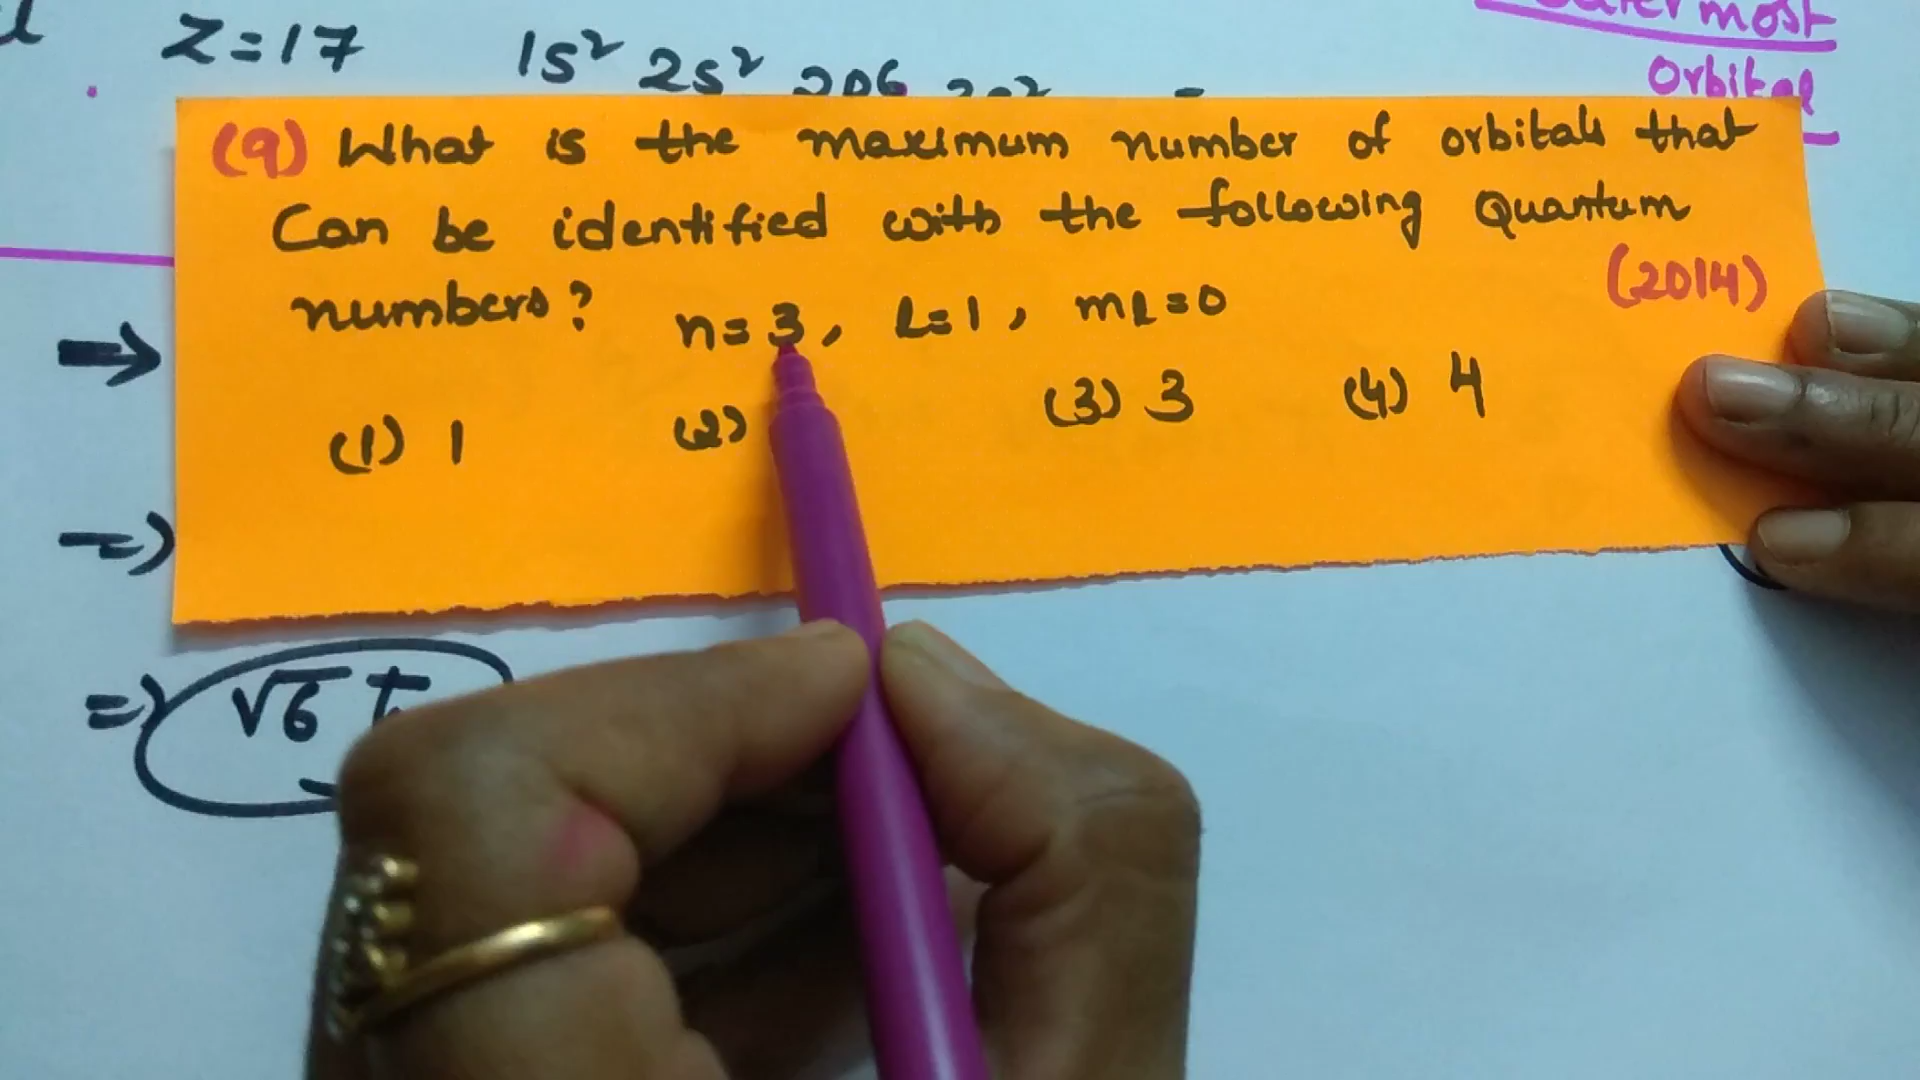 Z=17 1s² 2s²
most
Orbital
(9) What is the maximum number of orbitals that
Can be identified with the following Quantum
(2014)
numbers? n=3, l=1, ml=0
(1) 1 (2) (3) 3 (4) 4
⇒
⇒
⇒ √6 ħ